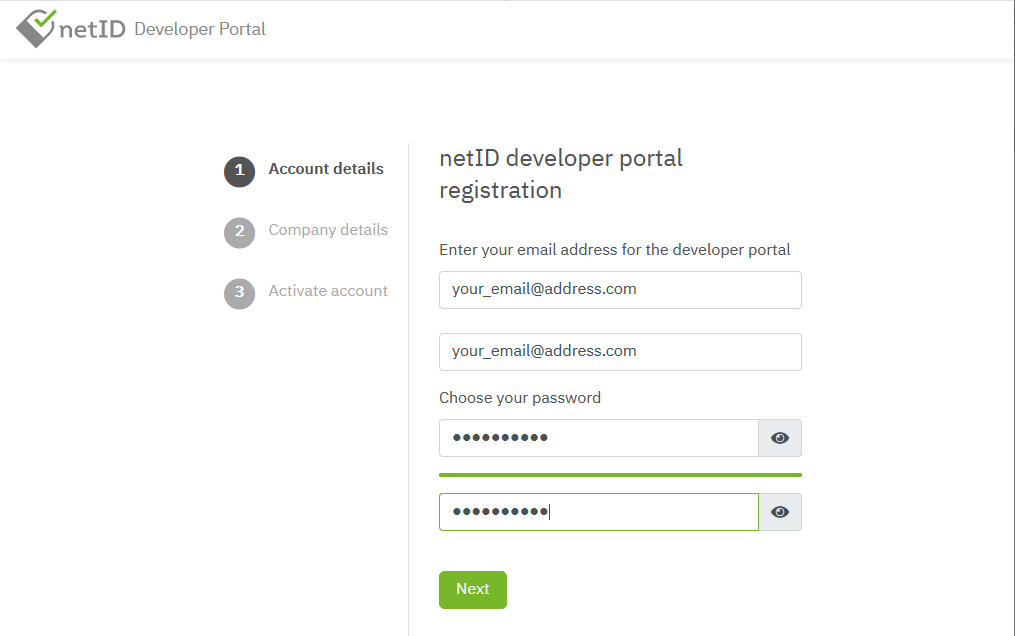 netID Developer Portal
1 Account details
2 Company details
3 Activate account
netID developer portal
registration
Enter your email address for the developer portal
your_email@address.com
your_email@address.com
Choose your password
●●●●●●●●●●
●●●●●●●●●●
Next